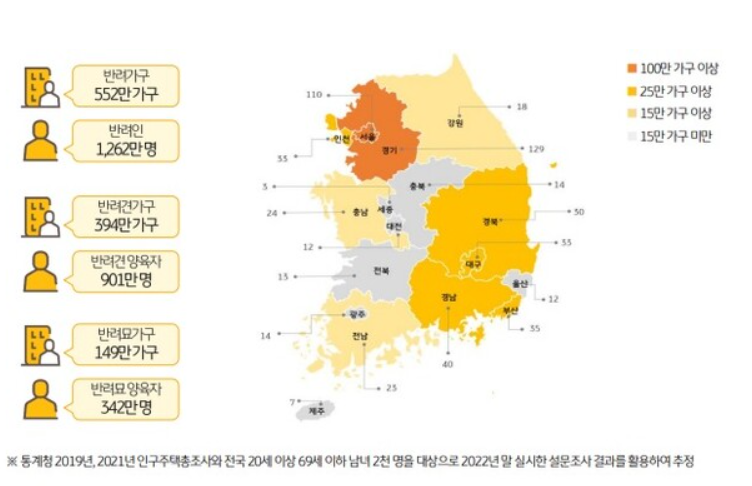 반려가구
552만 가구
반려인
1,262만 명
반려견가구
394만 가구
반려견 양육자
901만 명
반려묘가구
149만 가구
반려묘 양육자
342만 명
100만 가구 이상
25만 가구 이상
15만 가구 이상
15만 가구 미만
110
18
강원
인천
서울
경기
129
33
충북
14
3
세종
24
충남
대전
경북
30
12
33
대구
전북
15
울산
12
경남
부산
35
광주
14
전남
40
23
7
제주
※ 통계청 2019년, 2021년 인구주택총조사와 전국 20세 이상 69세 이하 남녀 2천 명을 대상으로 2022년 말 실시한 설문조사 결과를 활용하여 추정